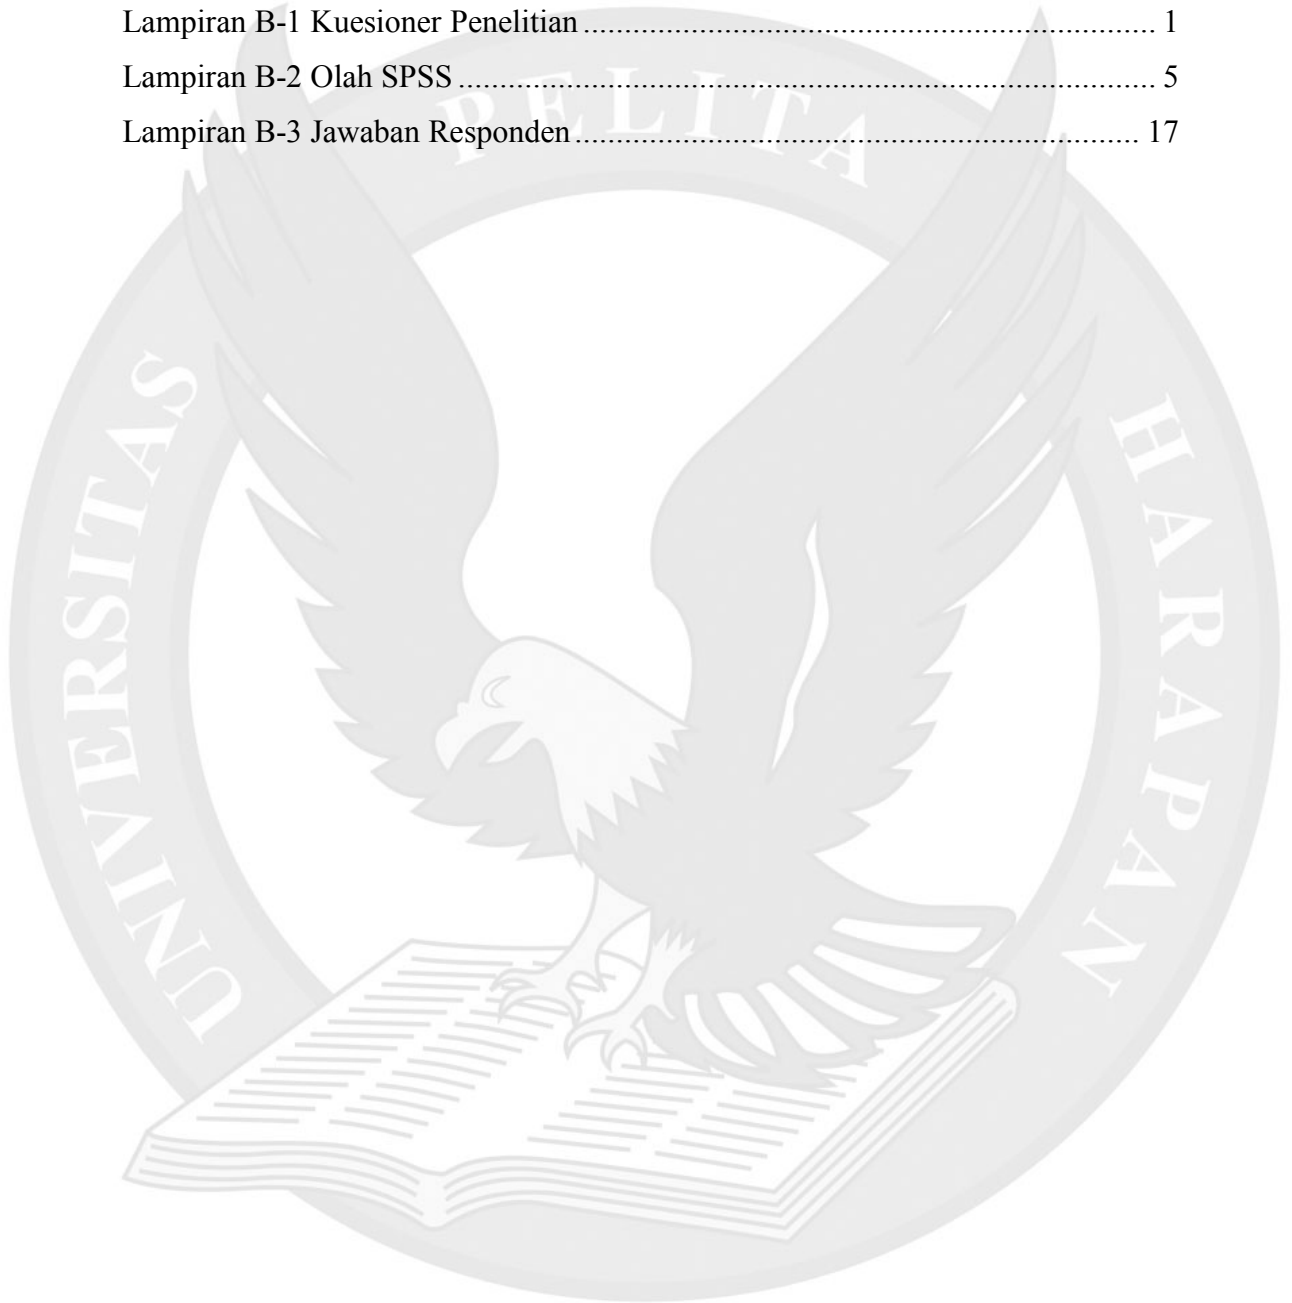 Lampiran B-1 Kuesioner Penelitian ........................................................................ 1
Lampiran B-2 Olah SPSS ....................................................................................... 5
Lampiran B-3 Jawaban Responden ...................................................................... 17
UNIVERSITAS PELITA HARAPAN